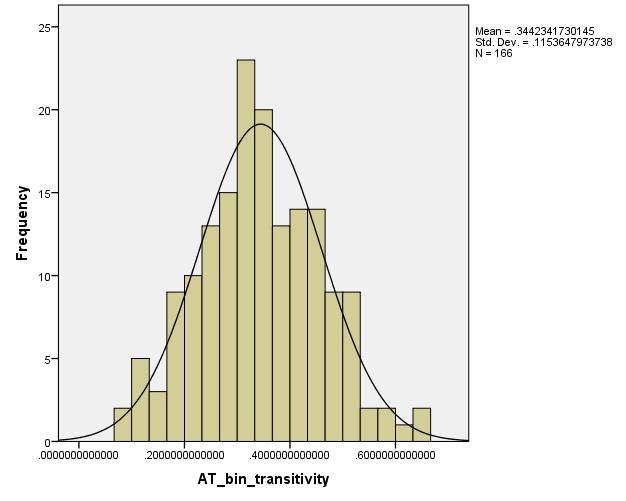 Mean = .3442341730145
Std. Dev. = .1153647973738
N = 166
25
20
15
10
5
0
Frequency
.0000000000000 .2000000000000 .4000000000000 .6000000000000
AT_bin_transitivity